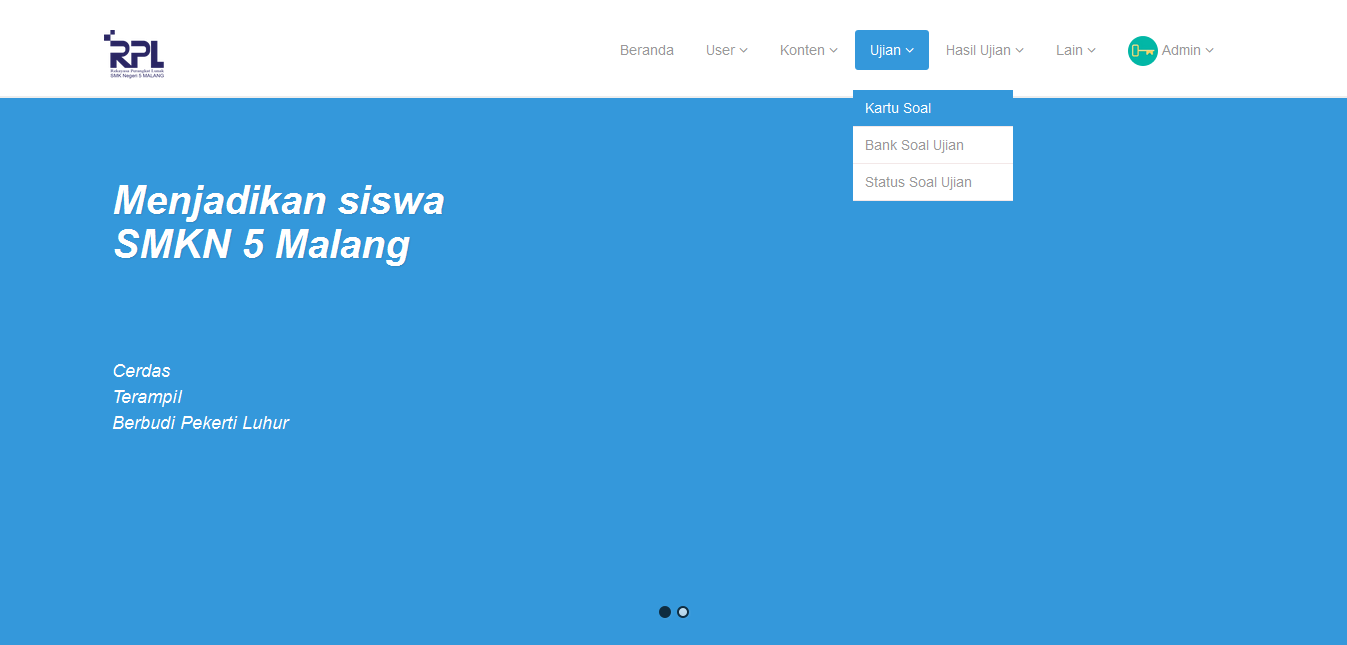 RPL
Rekayasa Perangkat Lunak
SMK Negeri 5 MALANG
Beranda
User
Konten
Ujian
Hasil Ujian
Lain
Admin
Kartu Soal
Bank Soal Ujian
Status Soal Ujian
Menjadikan siswa
SMKN 5 Malang
Cerdas
Terampil
Berbudi Pekerti Luhur